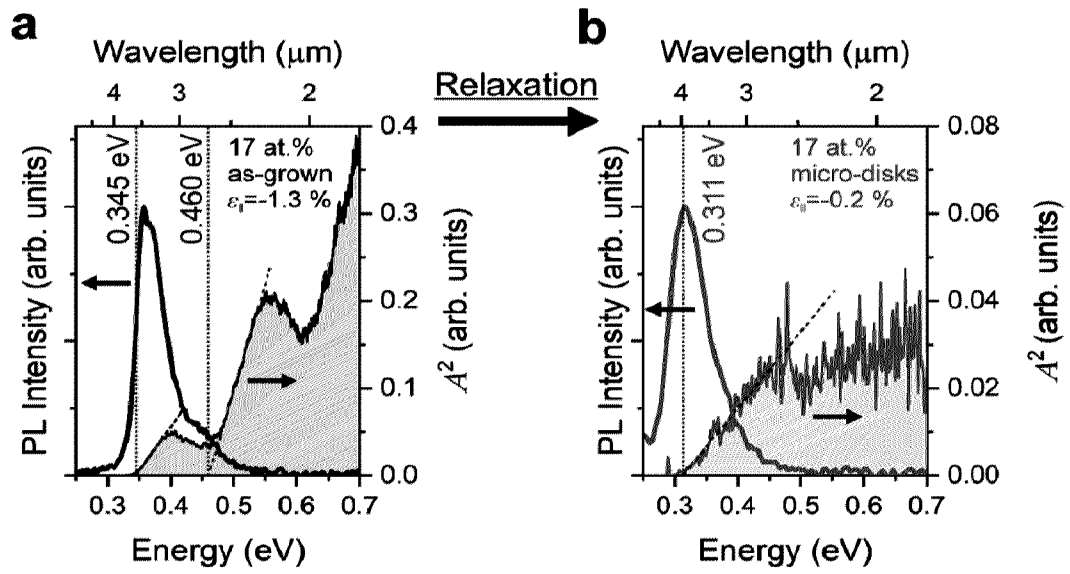 a
Wavelength (μm)
4 3 2
PL Intensity (arb. units)
0.345 eV
0.460 eV
17 at.%
as-grown
ε||=-1.3 %
0.4
0.3
0.2
0.1
0.0
A² (arb. units)
0.3 0.4 0.5 0.6 0.7
Energy (eV)
Relaxation
b
Wavelength (μm)
4 3 2
PL Intensity (arb. units)
0.311 eV
17 at.%
micro-disks
ε||=-0.2 %
0.08
0.06
0.04
0.02
0.00
A² (arb. units)
0.3 0.4 0.5 0.6 0.7
Energy (eV)